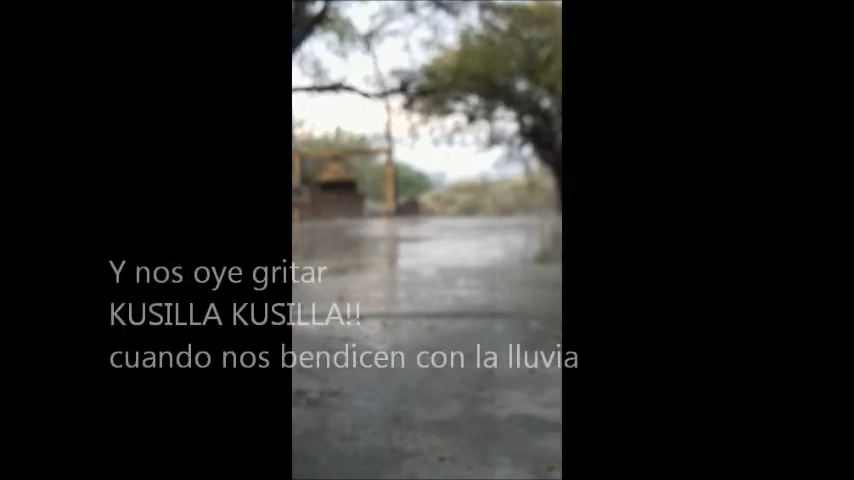 Y nos oye gritar
KUSILLA KUSILLA!!
cuando nos bendicen con la lluvia